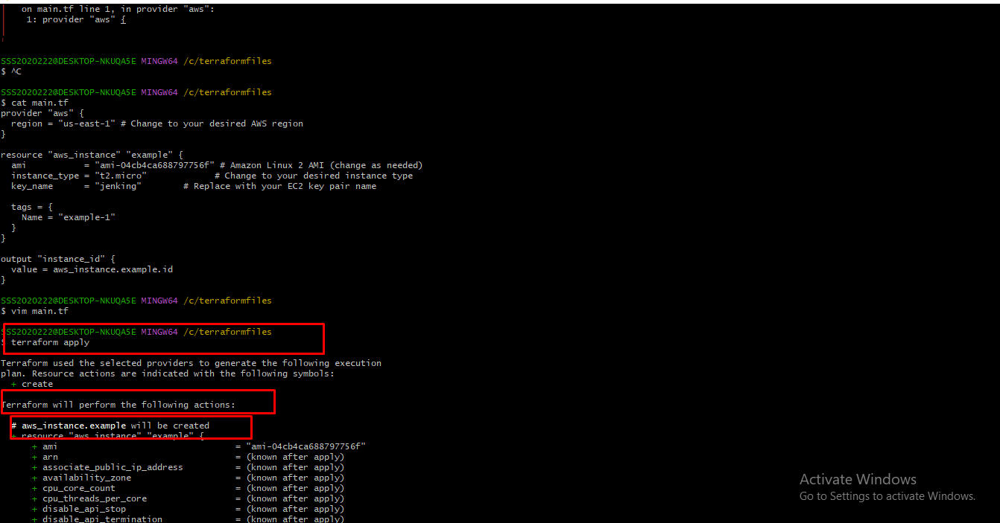 on main.tf line 1, in provider "aws":
1: provider "aws" {
SSS2020222@DESKTOP-NKUQA5E MINGW64 /c/terraformfiles
$ ^C
SSS2020222@DESKTOP-NKUQA5E MINGW64 /c/terraformfiles
$ cat main.tf
provider "aws" {
  region = "us-east-1" # Change to your desired AWS region
}
resource "aws_instance" "example" {
  ami           = "ami-04cb4ca688797756f" # Amazon Linux 2 AMI (change as needed)
  instance_type = "t2.micro"             # Change to your desired instance type
  key_name      = "jenking"        # Replace with your EC2 key pair name
  tags = {
    Name = "example-1"
  }
}
output "instance_id" {
  value = aws_instance.example.id
}
SSS2020222@DESKTOP-NKUQA5E MINGW64 /c/terraformfiles
$ vim main.tf
SSS2020222@DESKTOP-NKUQA5E MINGW64 /c/terraformfiles
$ terraform apply
Terraform used the selected providers to generate the following execution
plan. Resource actions are indicated with the following symbols:
  + create
Terraform will perform the following actions:
  # aws_instance.example will be created
  + resource "aws_instance" "example" {
      + ami                                  = "ami-04cb4ca688797756f"
      + arn                                  = (known after apply)
      + associate_public_ip_address          = (known after apply)
      + availability_zone                    = (known after apply)
      + cpu_core_count                       = (known after apply)
      + cpu_threads_per_core                 = (known after apply)
      + disable_api_stop                     = (known after apply)
      + disable_api_termination              = (known after apply)
Activate Windows
Go to Settings to activate Windows.